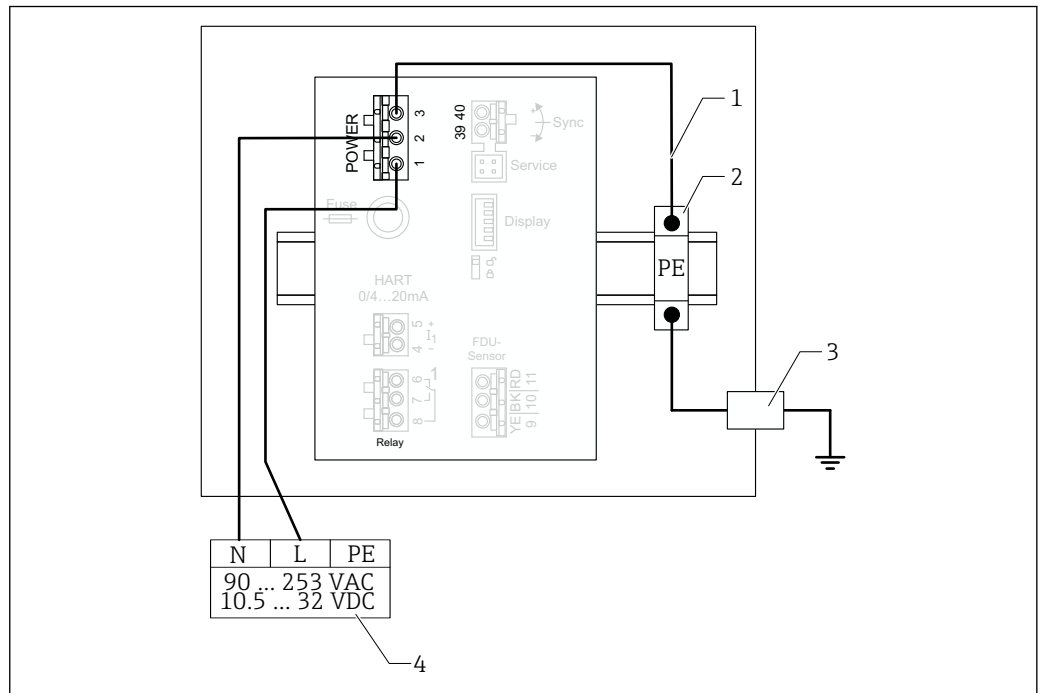 POWER
3
2
1
39 40
Sync
Service
Fuse
Display
HART
0/4...20mA
5 +
I1
4 -
6 1
7
8
Relay
FDU-
Sensor
YE|BK|RD
9 |10| 11
PE
1
2
3
N L PE
90 ... 253 VAC
10.5 ... 32 VDC
4